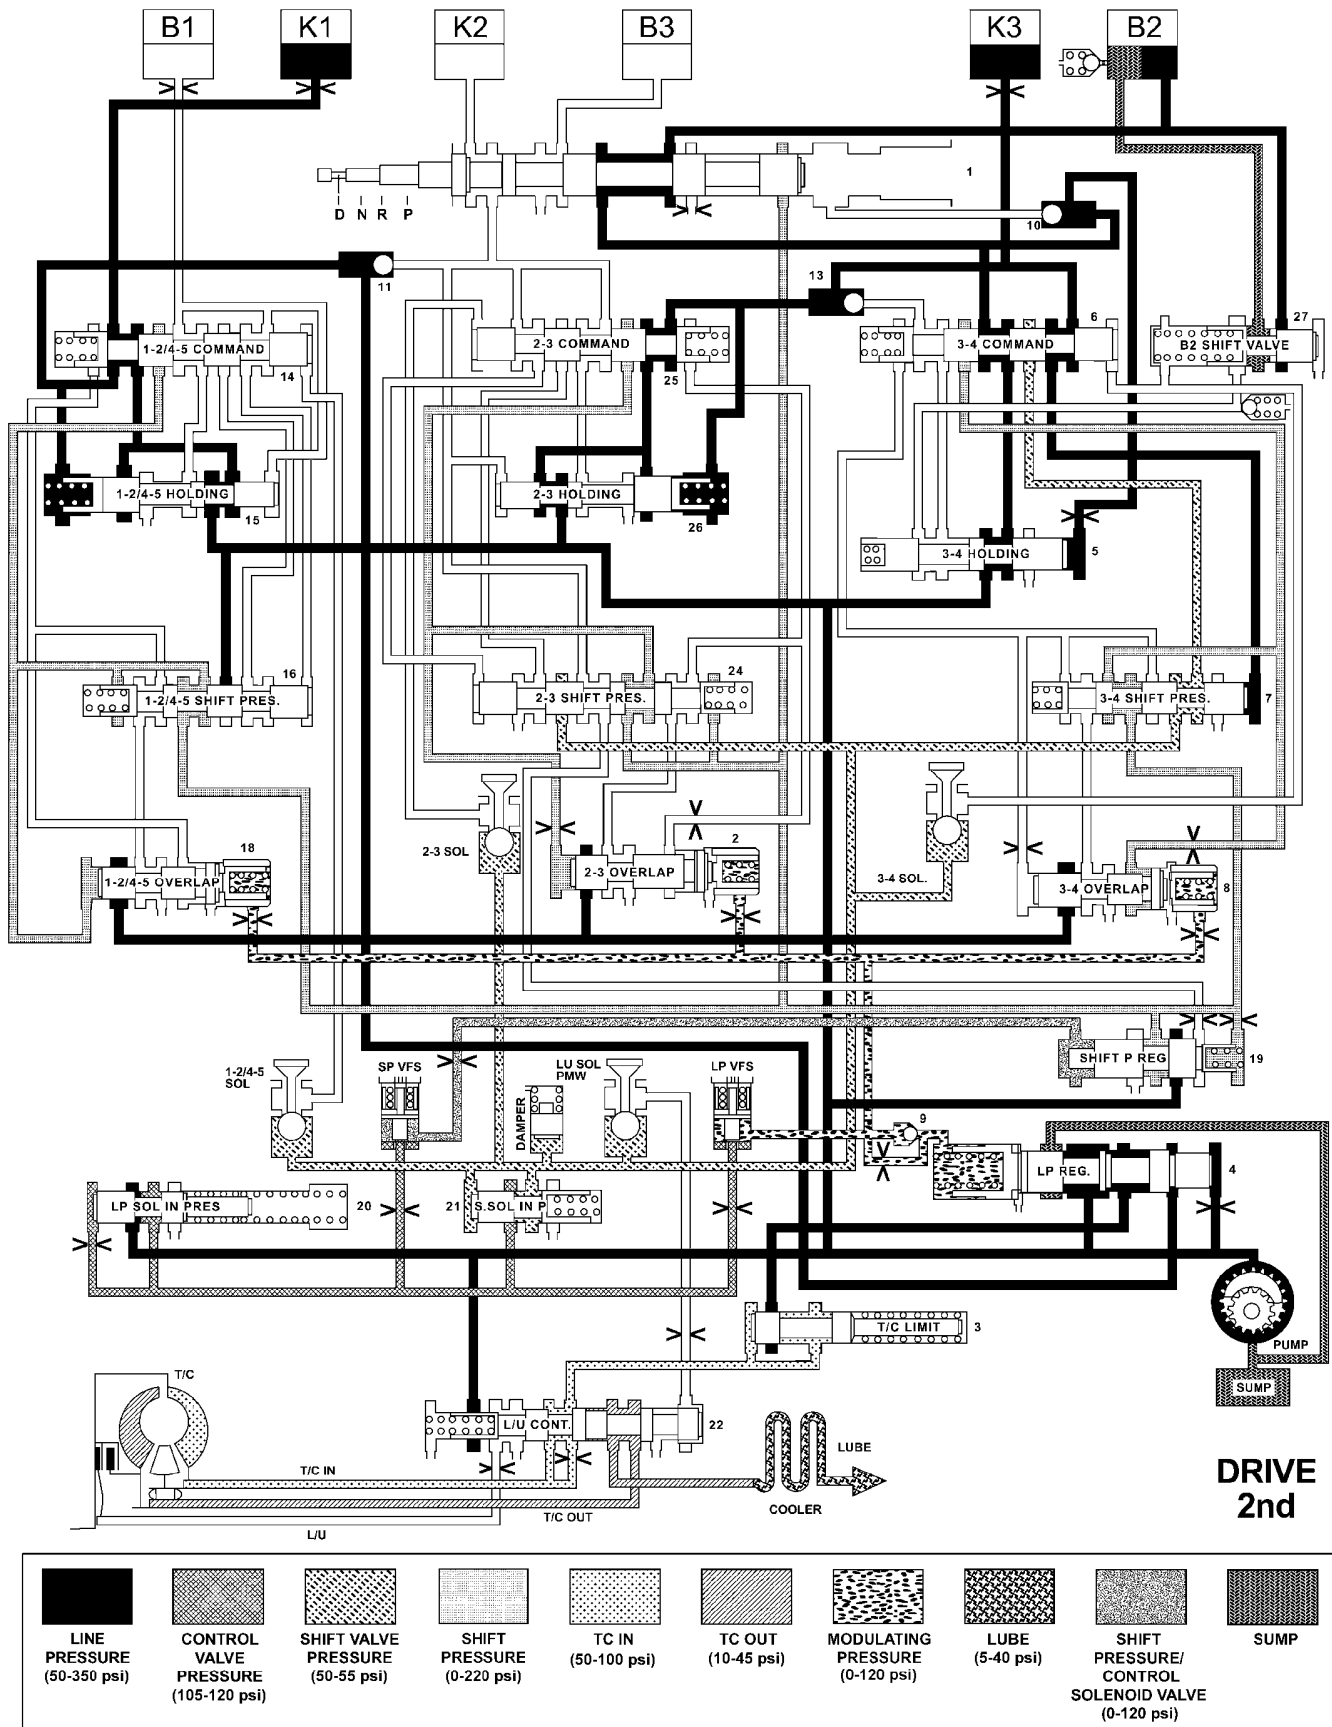 B1
K1
K2
B3
K3
B2
1
D N R P
10
11
13
6
27
1-2/4-5 COMMAND
2-3 COMMAND
3-4 COMMAND
B2 SHIFT VALVE
14
25
1-2/4-5 HOLDING
2-3 HOLDING
15
26
3-4 HOLDING
5
16
24
1-2/4-5 SHIFT PRES.
2-3 SHIFT PRES.
3-4 SHIFT PRES.
7
18
2-3 SOL
2
1-2/4-5 OVERLAP
2-3 OVERLAP
3-4 SOL.
3-4 OVERLAP
8
SHIFT P REG
19
1-2/4-5
SOL
SP VFS
DAMPER
LU SOL
PMW
LP VFS
9
LP REG.
4
LP SOL IN PRES
20
21
S.SOL IN P
T/C LIMIT
3
PUMP
SUMP
T/C
L/U CONT.
22
T/C IN
T/C OUT
L/U
LUBE
COOLER
DRIVE
2nd
LINE
PRESSURE
(50-350 psi)
CONTROL
VALVE
PRESSURE
(105-120 psi)
SHIFT VALVE
PRESSURE
(50-55 psi)
SHIFT
PRESSURE
(0-220 psi)
TC IN
(50-100 psi)
TC OUT
(10-45 psi)
MODULATING
PRESSURE
(0-120 psi)
LUBE
(5-40 psi)
SHIFT
PRESSURE/
CONTROL
SOLENOID VALVE
(0-120 psi)
SUMP